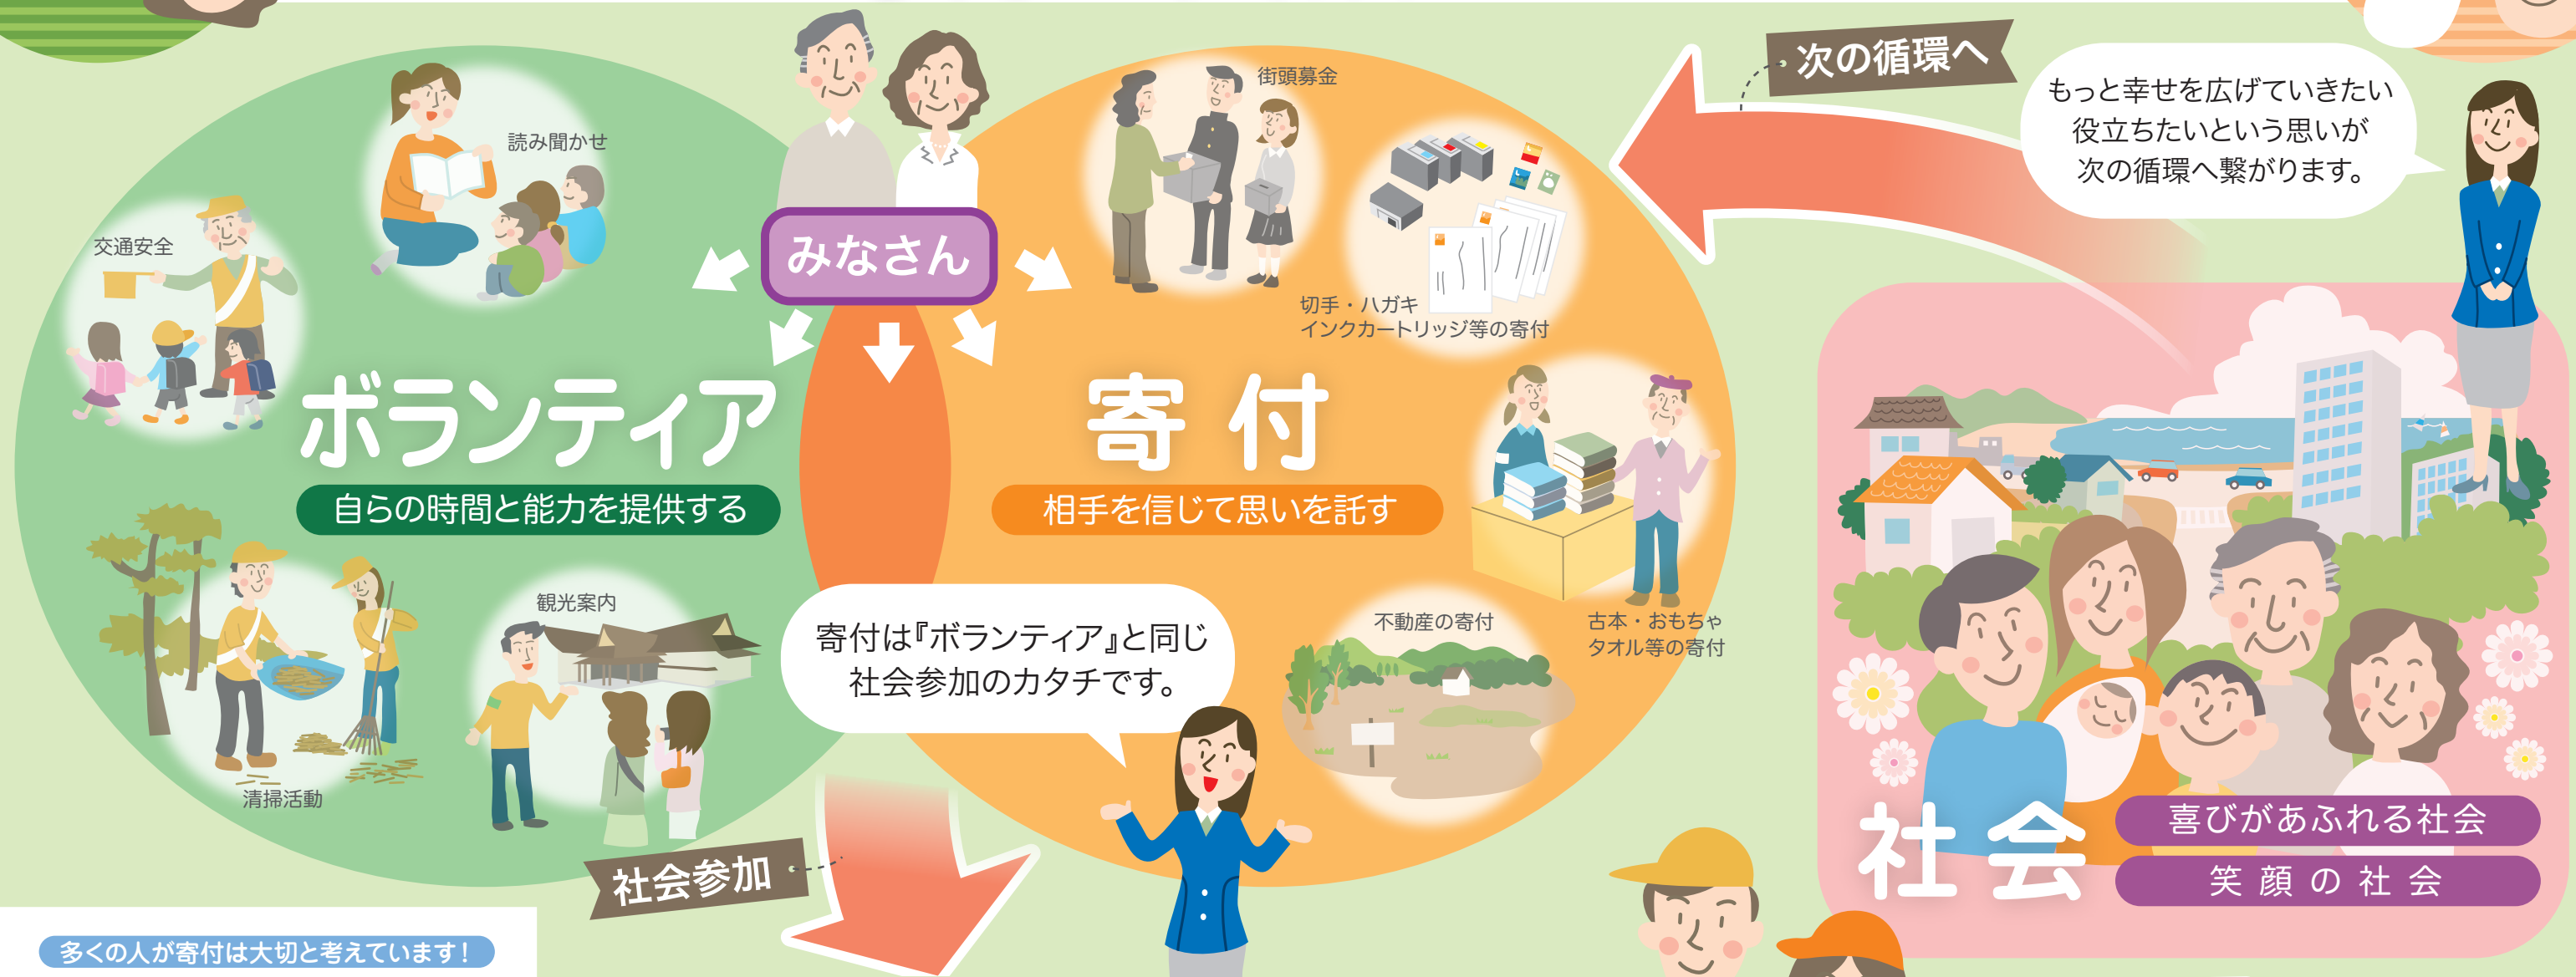 次の循環へ
もっと幸せを広げていきたい
役立ちたいという思いが
次の循環へ繋がります。
街頭募金
読み聞かせ
交通安全
みなさん
切手・ハガキ
インクカートリッジ等の寄付
ボランティア
自らの時間と能力を提供する
寄付
相手を信じて思いを託す
観光案内
清掃活動
寄付は『ボランティア』と同じ
社会参加のカタチです。
不動産の寄付
古本・おもちゃ
タオル等の寄付
社会参加
社会
喜びがあふれる社会
笑顔の社会
多くの人が寄付は大切と考えています！